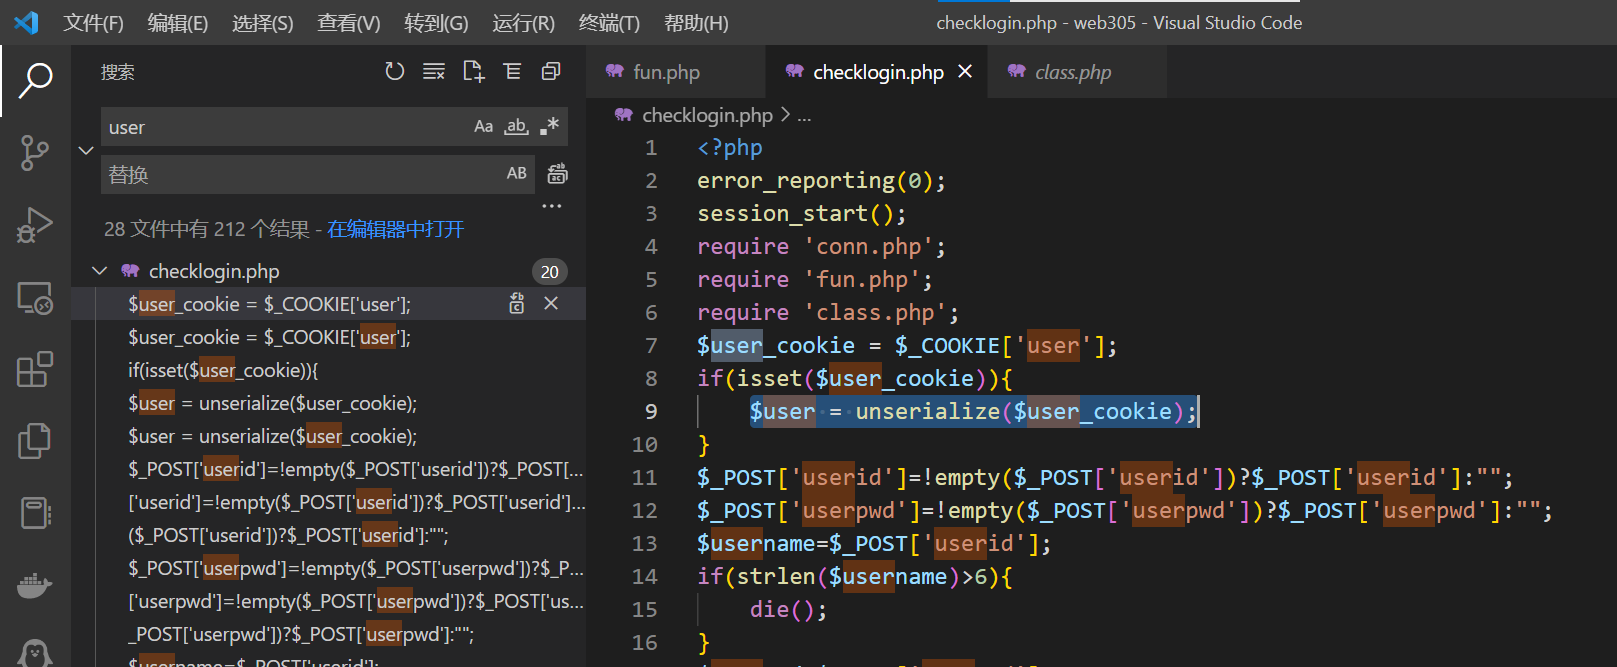 文件(F) 编辑(E) 选择(S) 查看(V) 转到(G) 运行(R) 终端(T) 帮助(H) checklogin.php - web305 - Visual Studio Code
搜索
user
Aa ab .*
替换
AB
28 文件中有 212 个结果 - 在编辑器中打开
checklogin.php 20
$user_cookie = $_COOKIE['user'];
$user_cookie = $_COOKIE['user'];
if(isset($user_cookie)){
$user = unserialize($user_cookie);
$user = unserialize($user_cookie);
$_POST['userid']=!empty($_POST['userid'])?$_POST[...
['userid']=!empty($_POST['userid'])?$_POST['userid']...
($_POST['userid'])?$_POST['userid']:"";
$_POST['userpwd']=!empty($_POST['userpwd'])?$_P...
['userpwd']=!empty($_POST['userpwd'])?$_POST['us...
_POST['userpwd'])?$_POST['userpwd']:"";
$username=$_POST['userid'];
fun.php checklogin.php class.php
checklogin.php > ...
1 <?php
2 error_reporting(0);
3 session_start();
4 require 'conn.php';
5 require 'fun.php';
6 require 'class.php';
7 $user_cookie = $_COOKIE['user'];
8 if(isset($user_cookie)){
9 $user = unserialize($user_cookie);
10 }
11 $_POST['userid']=!empty($_POST['userid'])?$_POST['userid']:"";
12 $_POST['userpwd']=!empty($_POST['userpwd'])?$_POST['userpwd']:"";
13 $username=$_POST['userid'];
14 if(strlen($username)>6){
15 die();
16 }